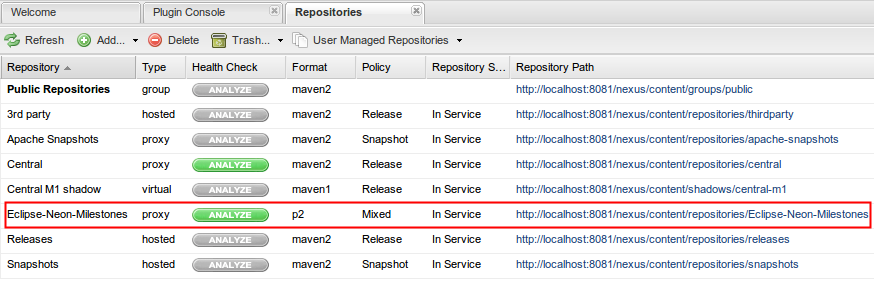 Welcome Plugin Console Repositories
Refresh Add... Delete Trash... User Managed Repositories
Repository Type Health Check Format Policy Repository S... Repository Path
Public Repositories group ANALYZE maven2 http://localhost:8081/nexus/content/groups/public
3rd party hosted ANALYZE maven2 Release In Service http://localhost:8081/nexus/content/repositories/thirdparty
Apache Snapshots proxy ANALYZE maven2 Snapshot In Service http://localhost:8081/nexus/content/repositories/apache-snapshots
Central proxy ANALYZE maven2 Release In Service http://localhost:8081/nexus/content/repositories/central
Central M1 shadow virtual ANALYZE maven1 Release In Service http://localhost:8081/nexus/content/shadows/central-m1
Eclipse-Neon-Milestones proxy ANALYZE p2 Mixed In Service http://localhost:8081/nexus/content/repositories/Eclipse-Neon-Milestones
Releases hosted ANALYZE maven2 Release In Service http://localhost:8081/nexus/content/repositories/releases
Snapshots hosted ANALYZE maven2 Snapshot In Service http://localhost:8081/nexus/content/repositories/snapshots